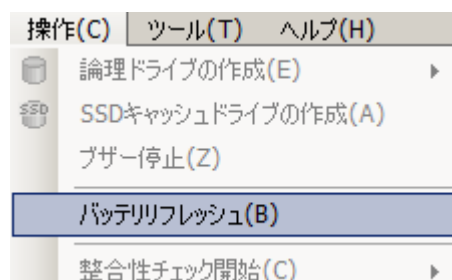 操作(C) ツール(T) ヘルプ(H)
論理ドライブの作成(E)
SSD SSDキャッシュドライブの作成(A)
ブザー停止(Z)
バッテリリフレッシュ(B)
整合性チェック開始(C)